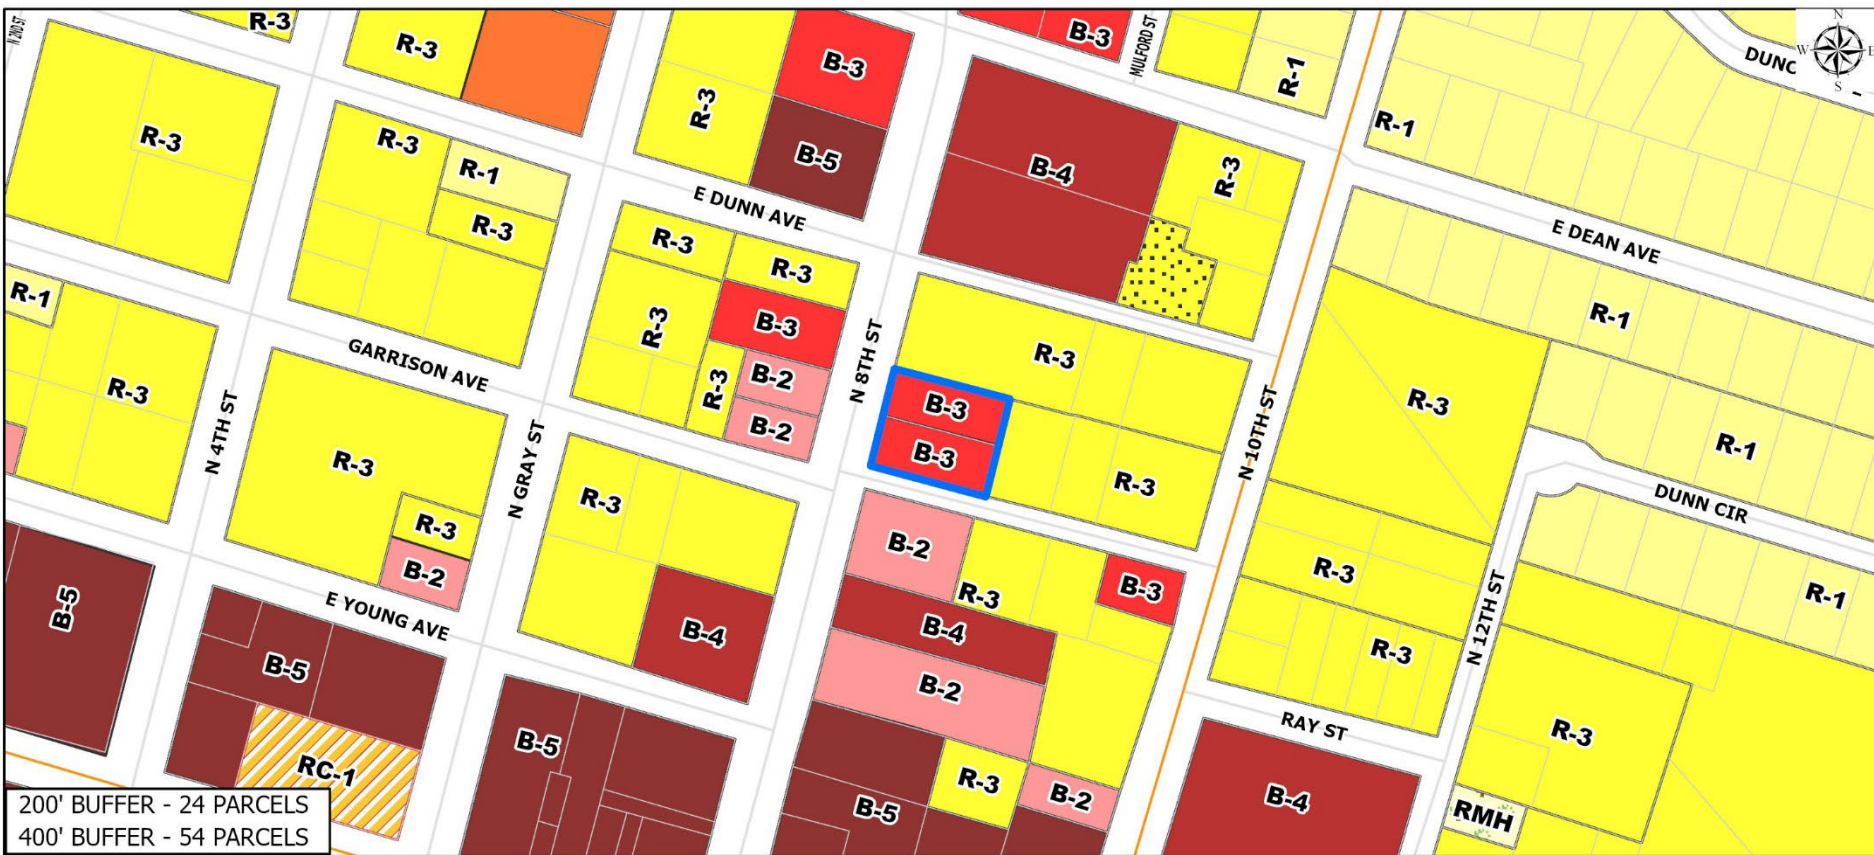 N 2ND ST
R-3
R-3
B-3
B-3
MULFORD ST
R-1
DUNC
N
W
E
S
R-3
R-3
R-1
R-3
R-3
B-5
B-4
R-3
R-1
E DUNN AVE
E DEAN AVE
R-3
R-3
B-3
R-3
B-2
R-3
B-2
R-1
R-3
GARRISON AVE
N 4TH ST
N GRAY ST
N 8TH ST
R-3
B-3
B-3
R-3
N 10TH ST
R-1
R-3
R-1
DUNN CIR
R-3
R-3
B-2
R-3
B-4
B-2
R-3
B-3
B-4
B-2
R-3
R-3
N 12TH ST
R-1
B-5
E YOUNG AVE
B-5
RC-1
B-5
B-5
R-3
B-2
RAY ST
B-4
R-3
RMH
200' BUFFER - 24 PARCELS
400' BUFFER - 54 PARCELS